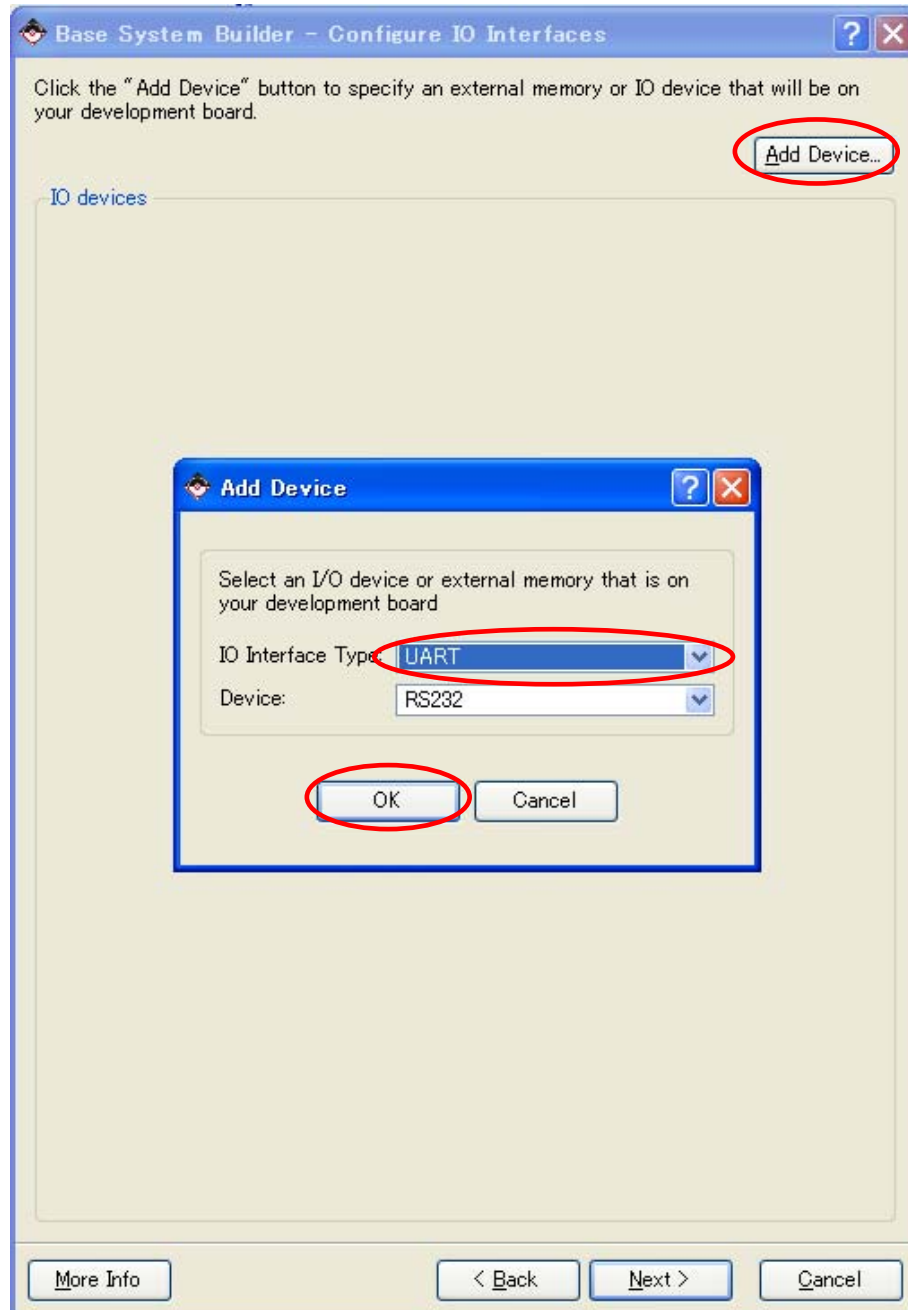 Base System Builder - Configure IO Interfaces
Click the "Add Device" button to specify an external memory or IO device that will be on
your development board.
Add Device...
IO devices
Add Device
Select an I/O device or external memory that is on
your development board
IO Interface Type: UART
Device: RS232
OK Cancel
More Info < Back Next > Cancel